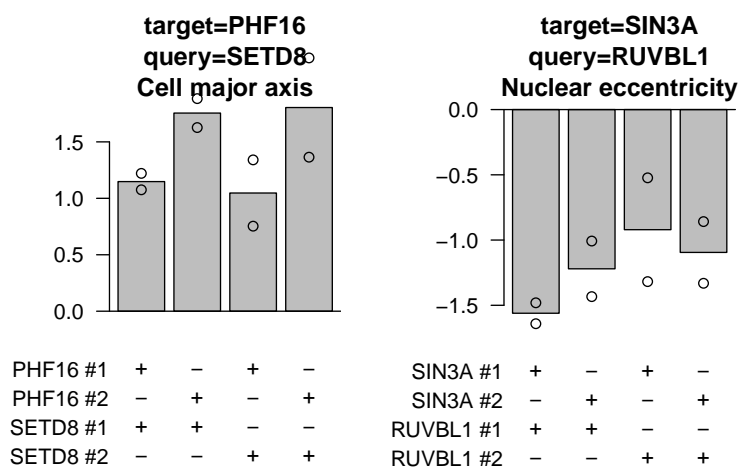 target=PHF16
query=SETD8
Cell major axis
1.5
1.0
0.5
0.0
PHF16 #1 + − + −
PHF16 #2 − + − +
SETD8 #1 + + − −
SETD8 #2 − − + +
target=SIN3A
query=RUVBL1
Nuclear eccentricity
0.0
−0.5
−1.0
−1.5
SIN3A #1 + − + −
SIN3A #2 − + − +
RUVBL1 #1 + + − −
RUVBL1 #2 − − + +